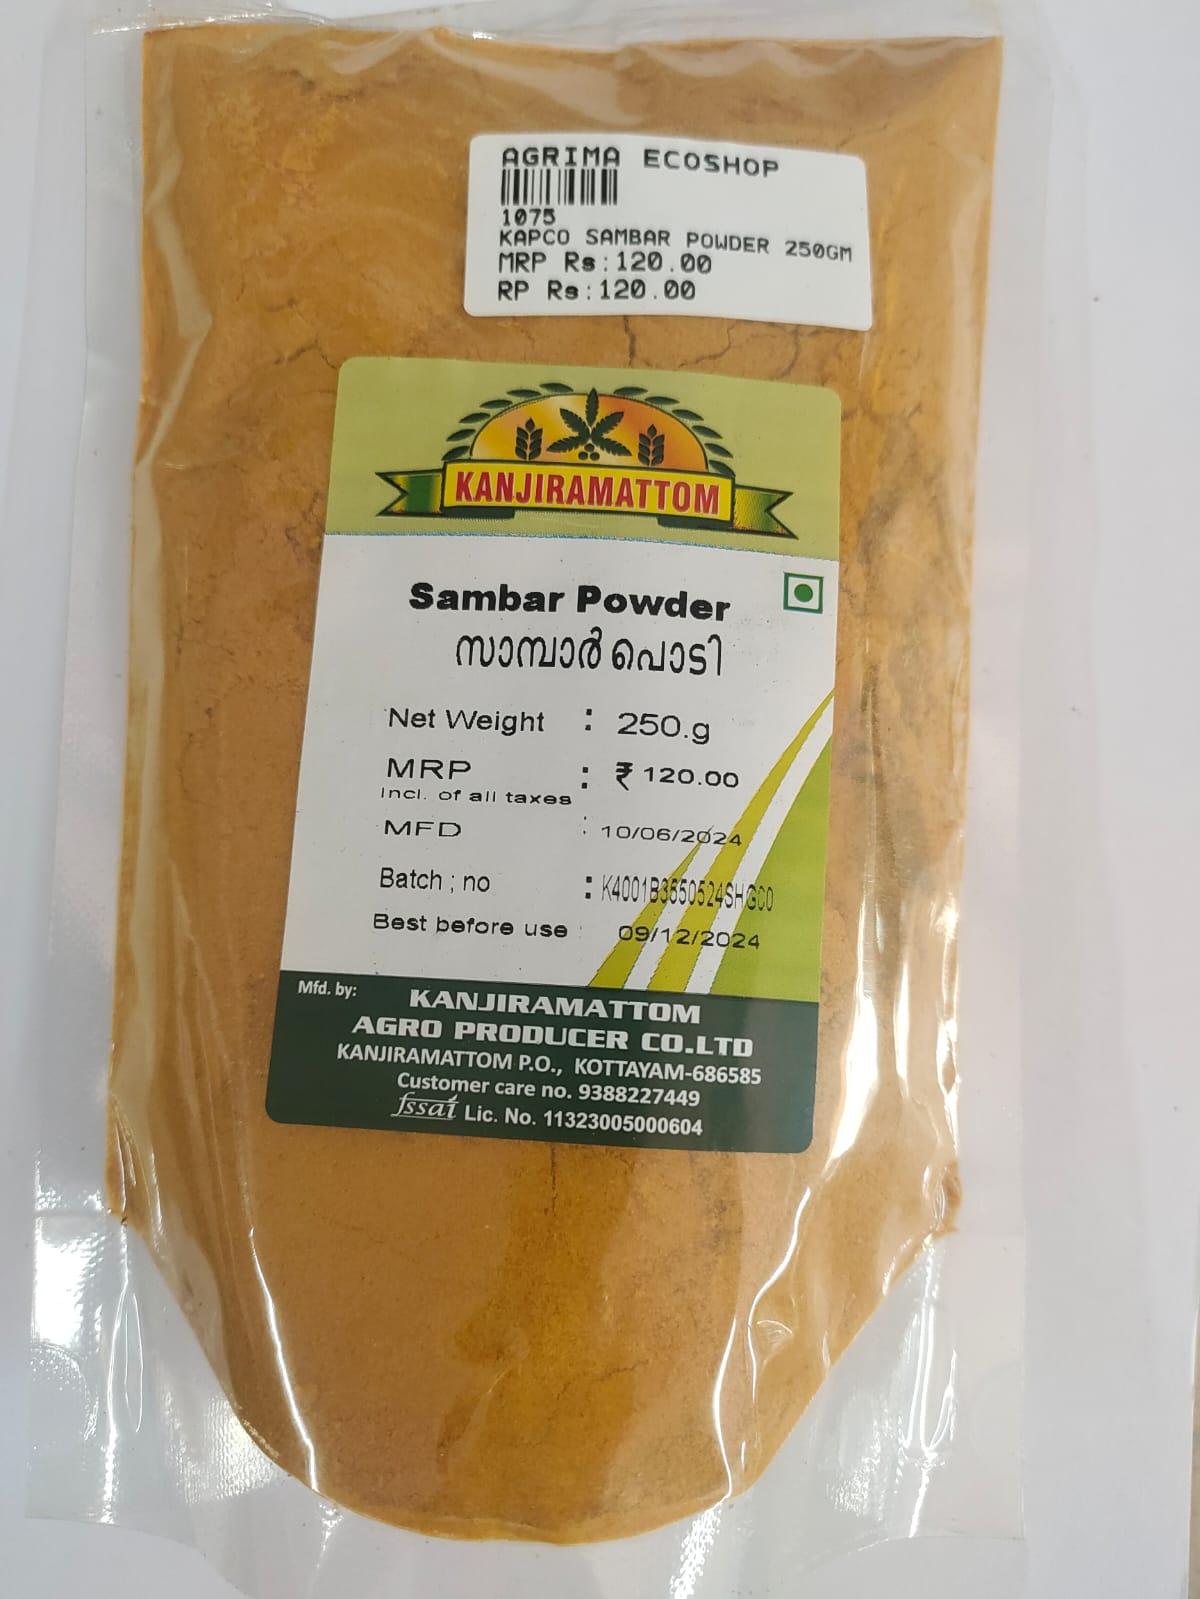 AGRIMA ECOSHOP
1075
KAPCO SAMBAR POWDER 250GM
MRP Rs:120.00
RP Rs:120.00
KANJIRAMATTOM
Sambar Powder
സാമ്പാർ പൊടി
Net Weight : 250.g
MRP : ₹ 120.00
Incl. of all taxes
MFD : 10/06/2024
Batch ; no : K4001B3650524SHGCO
Best before use : 09/12/2024
Mfd. by: KANJIRAMATTOM
AGRO PRODUCER CO.LTD
KANJIRAMATTOM P.O., KOTTAYAM-686585
Customer care no. 9388227449
fssai Lic. No. 11323005000604